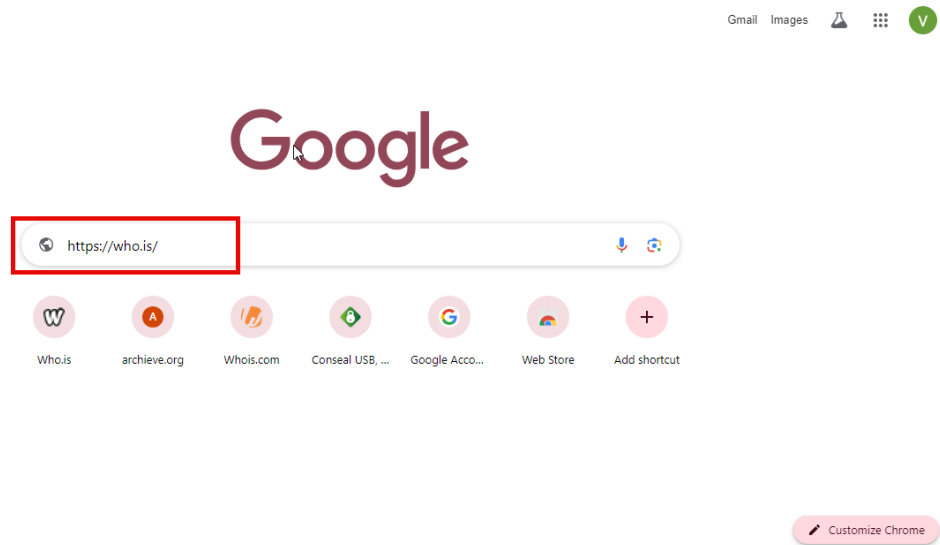 Gmail Images
V
Google
https://who.is/
W A G
Who.is archieve.org Whois.com Conseal USB, ... Google Acco... Web Store Add shortcut
Customize Chrome